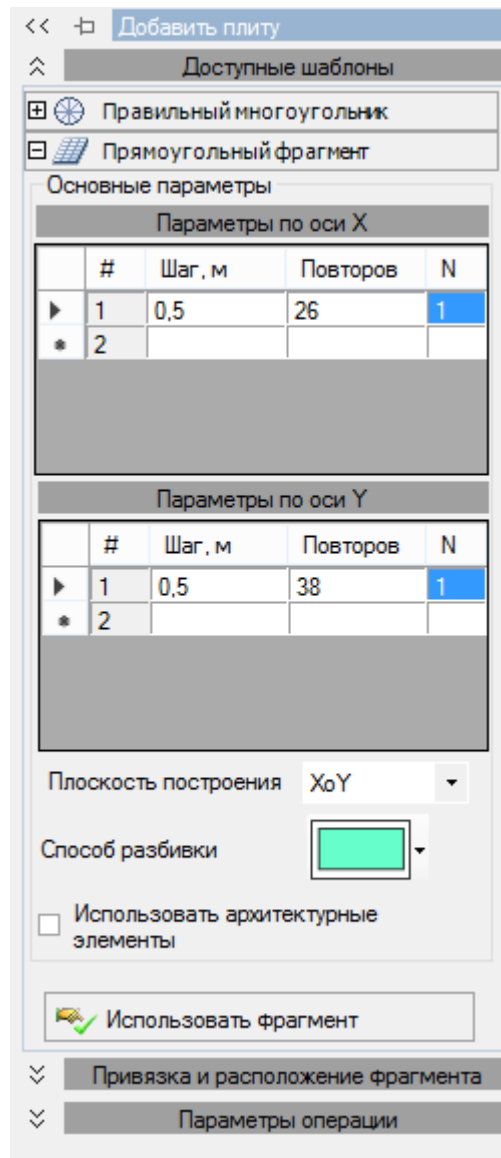 << Добавить плиту
Доступные шаблоны
Правильный многоугольник
Прямоугольный фрагмент
Основные параметры
Параметры по оси X
# Шаг, м Повторов N
1 0,5 26 1
2
Параметры по оси Y
# Шаг, м Повторов N
1 0,5 38 1
2
Плоскость построения XoY
Способ разбивки
Использовать архитектурные
элементы
Использовать фрагмент
Привязка и расположение фрагмента
Параметры операции